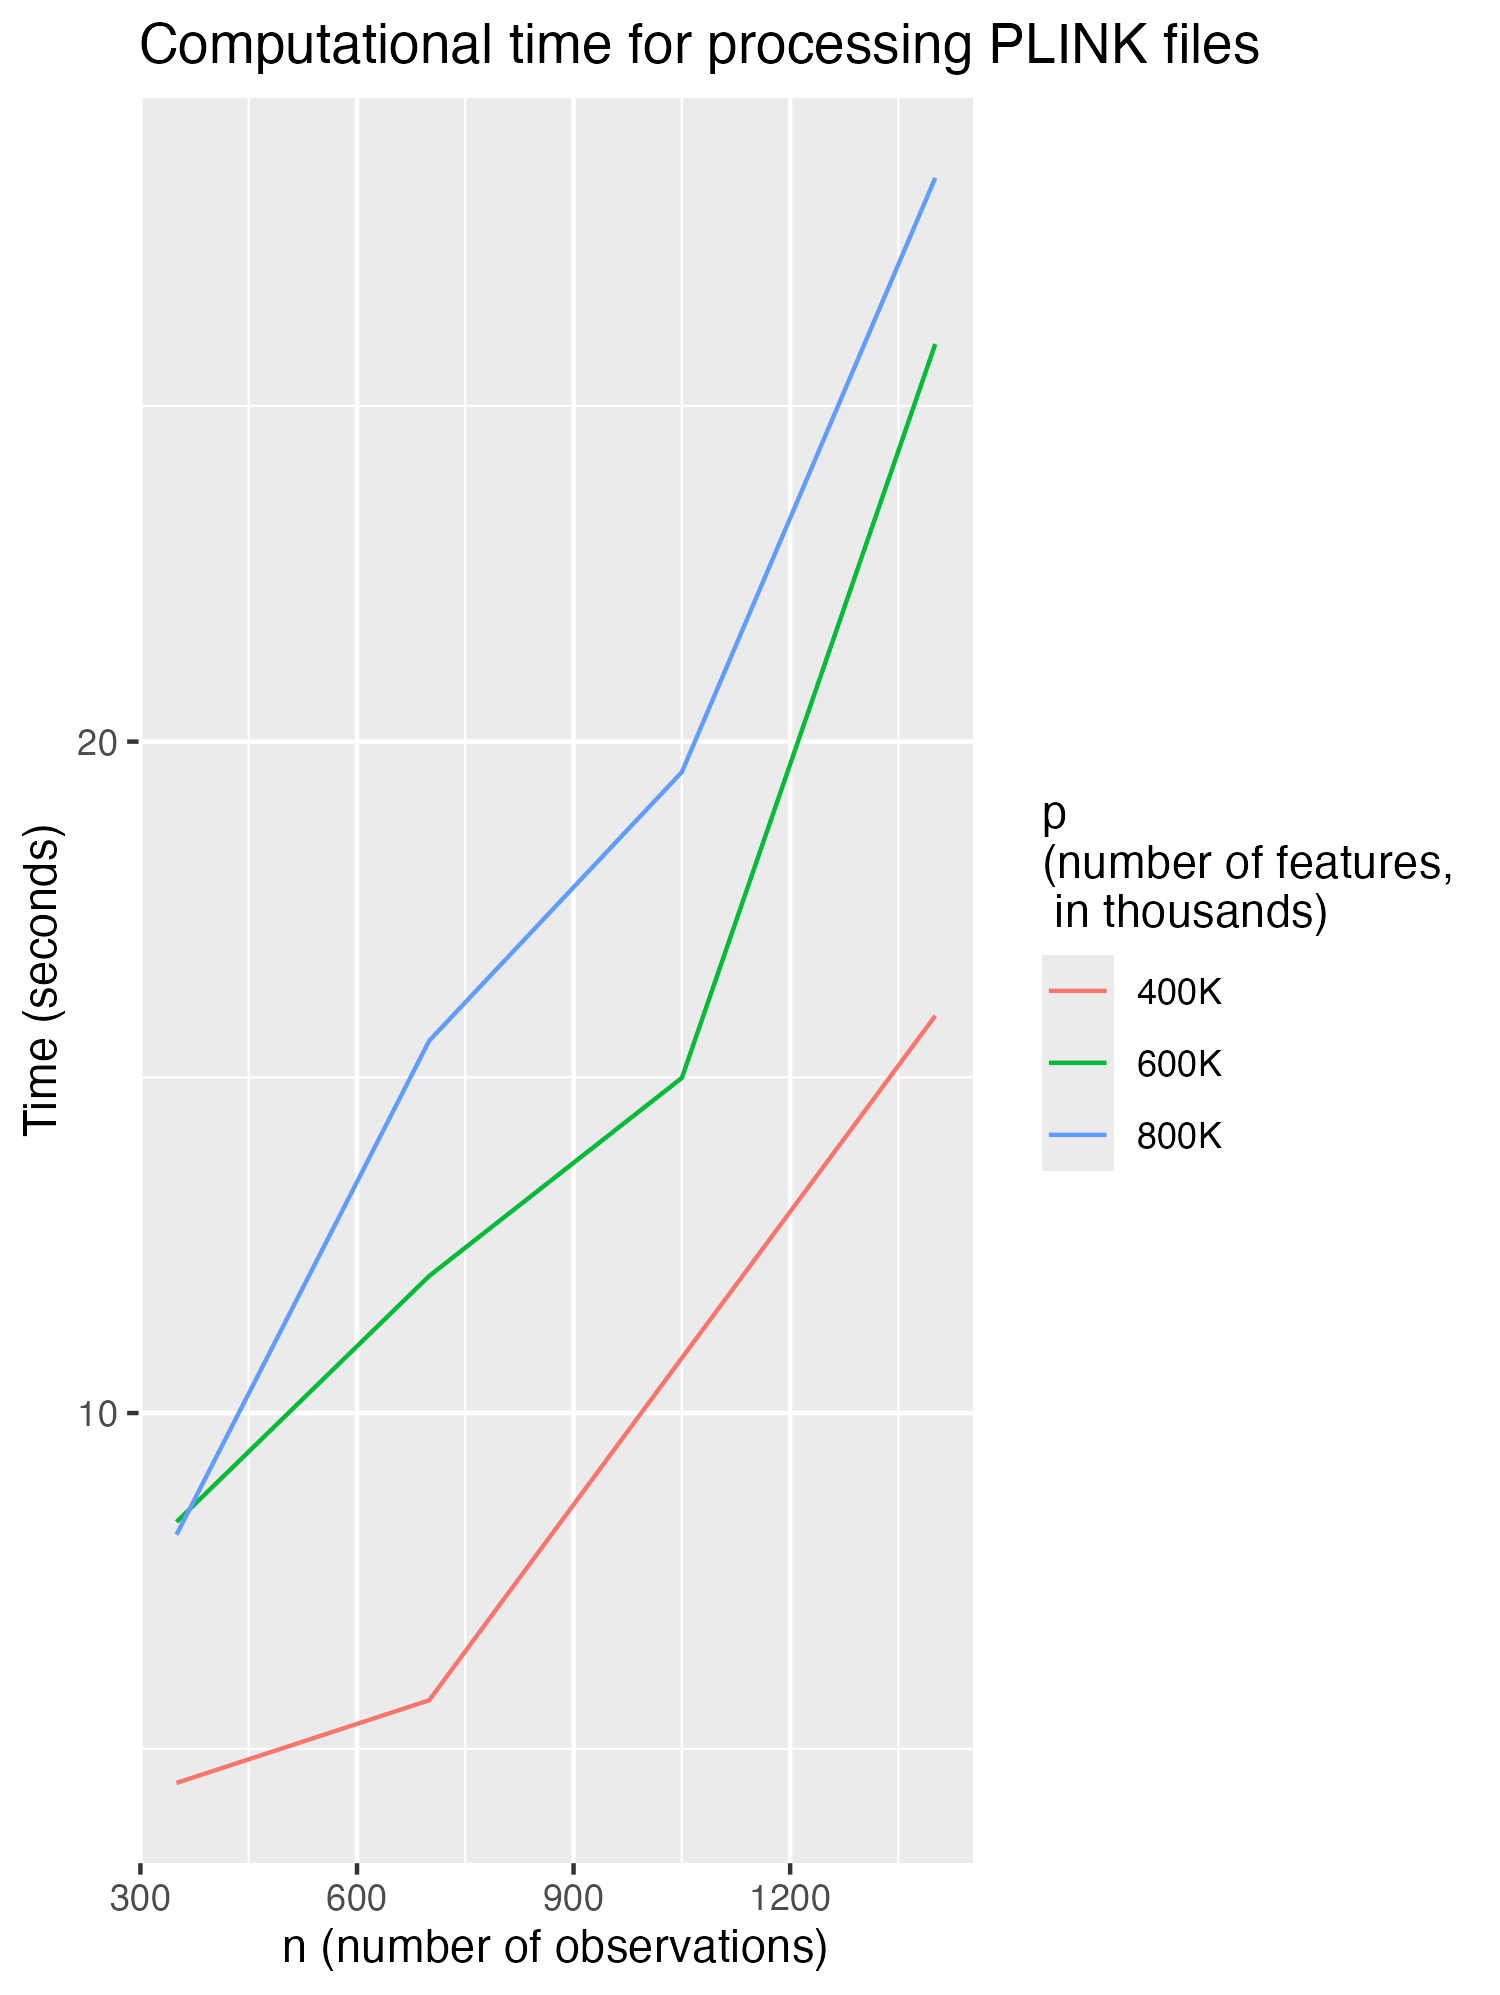 Computational time for processing PLINK files
20
10
Time (seconds)
300 600 900 1200
n (number of observations)
p
(number of features,
in thousands)
400K
600K
800K